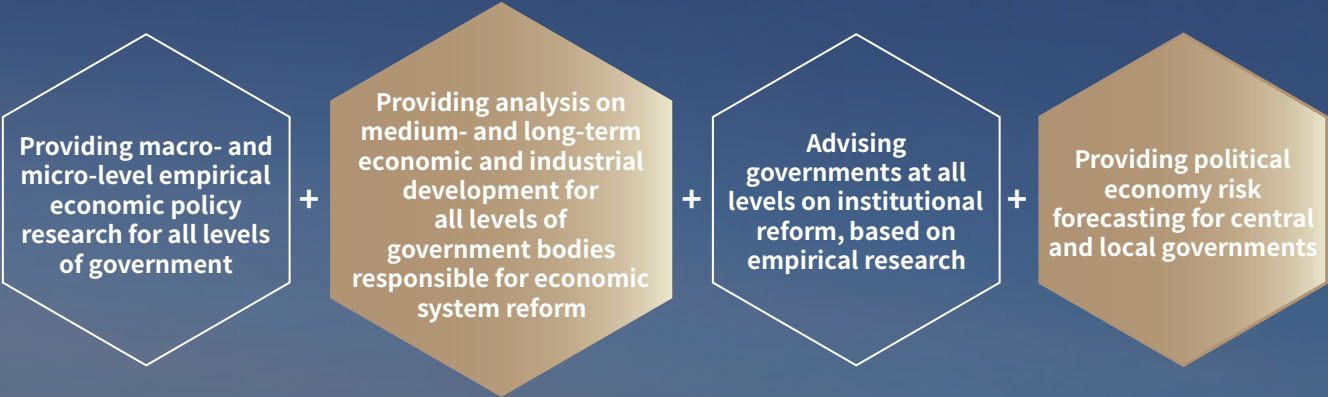 Providing macro- and
micro-level empirical
economic policy
research for all levels
of government
+
Providing analysis on
medium- and long-term
economic and industrial
development for
all levels of
government bodies
responsible for economic
system reform
+
Advising
governments at all
levels on institutional
reform, based on
empirical research
+
Providing political
economy risk
forecasting for central
and local governments